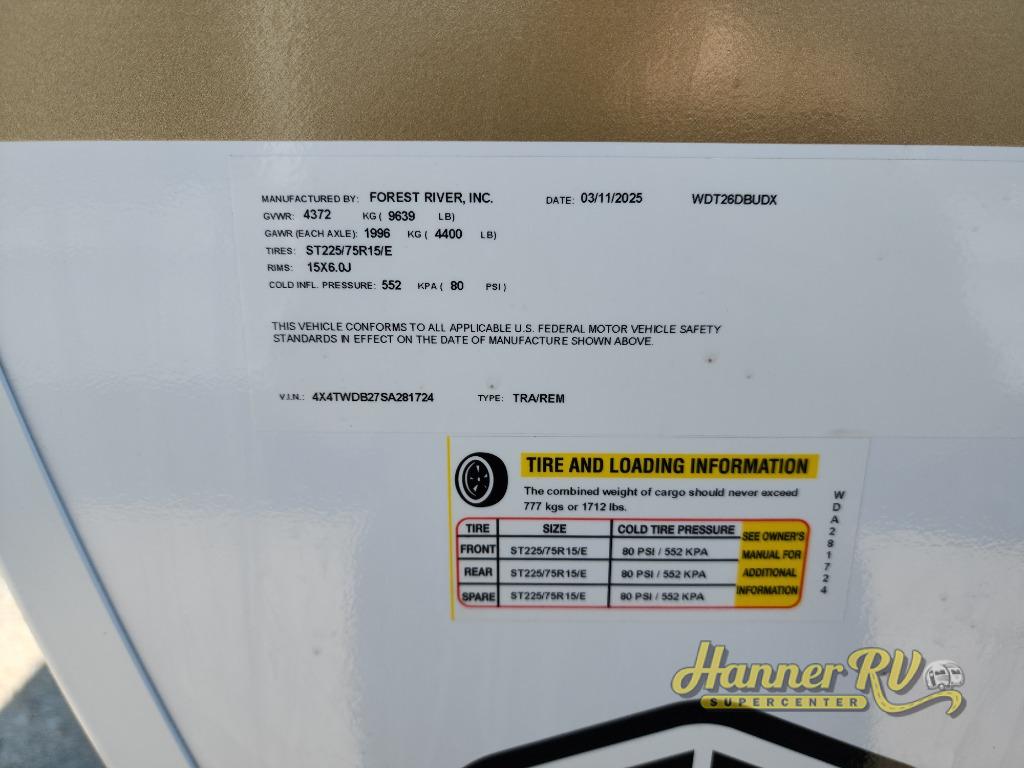 MANUFACTURED BY: FOREST RIVER, INC. DATE: 03/11/2025 WDT26DBUDX
GVWR: 4372 KG ( 9639 LB)
GAWR (EACH AXLE): 1996 KG ( 4400 LB)
TIRES: ST225/75R15/E
RIMS: 15X6.0J
COLD INFL. PRESSURE: 552 KPA ( 80 PSI )
THIS VEHICLE CONFORMS TO ALL APPLICABLE U.S. FEDERAL MOTOR VEHICLE SAFETY
STANDARDS IN EFFECT ON THE DATE OF MANUFACTURE SHOWN ABOVE.
V.I.N.: 4X4TWDB27SA281724 TYPE: TRA/REM
TIRE AND LOADING INFORMATION
The combined weight of cargo should never exceed
777 kgs or 1712 lbs.
TIRE SIZE COLD TIRE PRESSURE
FRONT ST225/75R15/E 80 PSI / 552 KPA
REAR ST225/75R15/E 80 PSI / 552 KPA
SPARE ST225/75R15/E 80 PSI / 552 KPA
SEE OWNER'S
MANUAL FOR
ADDITIONAL
INFORMATION
WDA281724
Hanner RV
SUPERCENTER